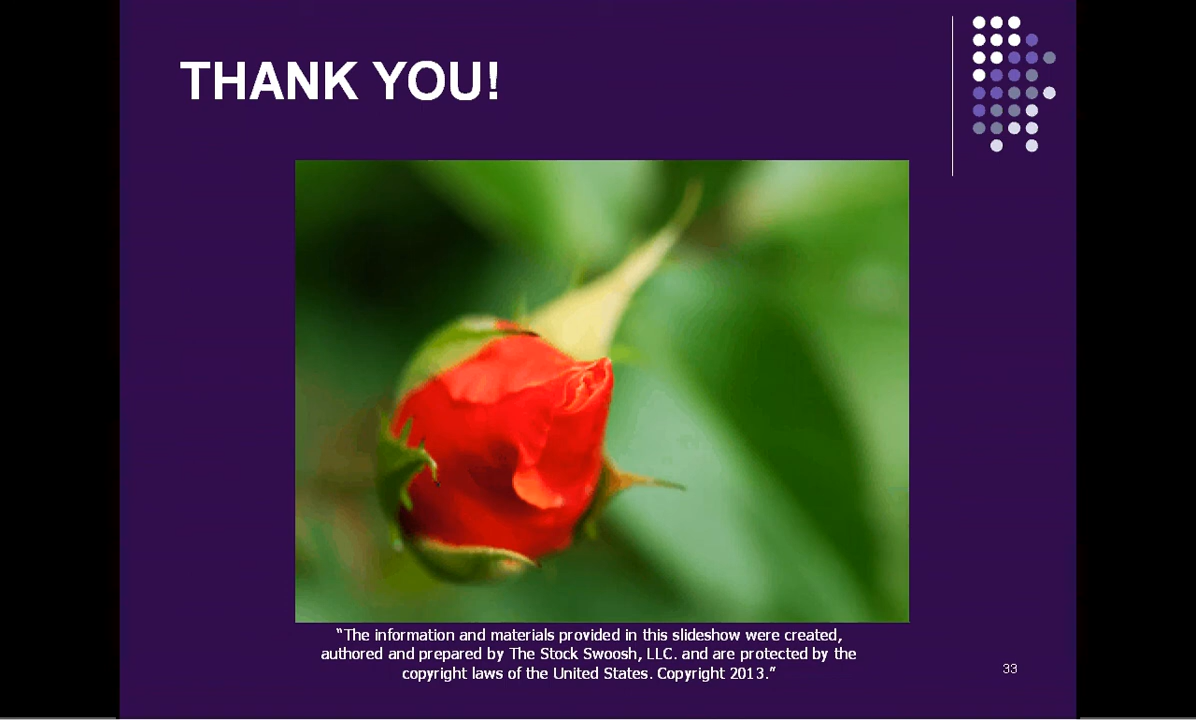 THANK YOU!
“The information and materials provided in this slideshow were created,
authored and prepared by The Stock Swoosh, LLC. and are protected by the
copyright laws of the United States. Copyright 2013.”
33